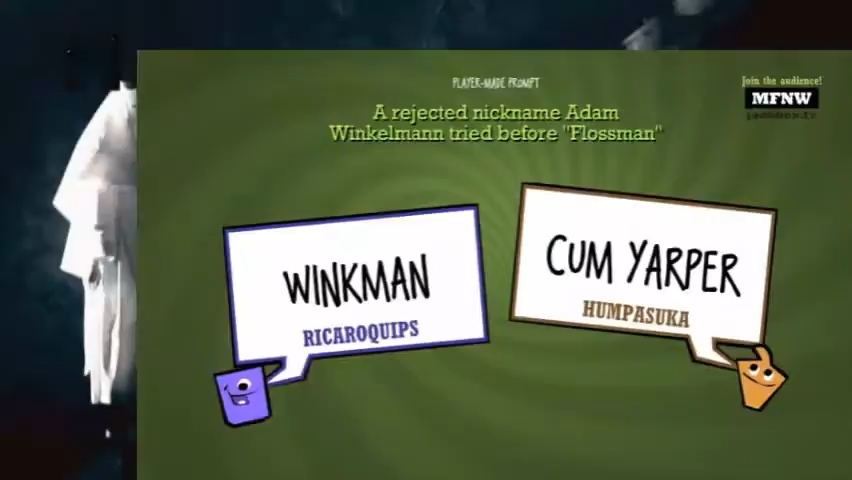 PLAYER-MADE PROMPT
Join the audience!
MFNW
A rejected nickname Adam
Winkelmann tried before "Flossman"
WINKMAN
RICAROQUIPS
CUM YARPER
HUMPASUKA